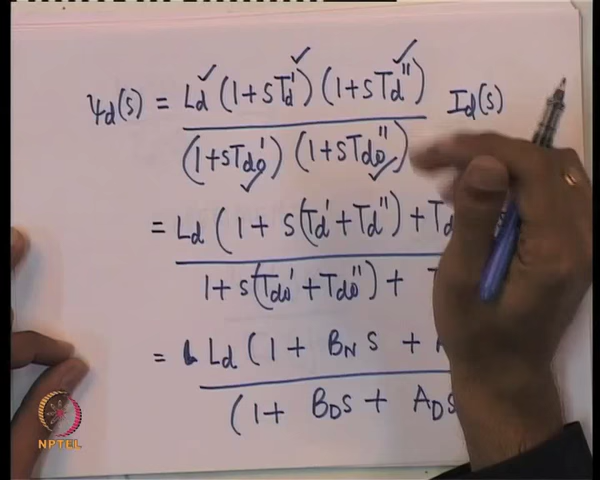 Ψd(s) = Ld (1+sTd') (1+sTd'') Id(s)
(1+sTdo') (1+sTdo'')
= Ld (1 + s(Td' + Td'') + Td
1 + s(Tdo' + Tdo'') + T
= Ld (1 + BN s +
(1 + BD s + AD s
NPTEL